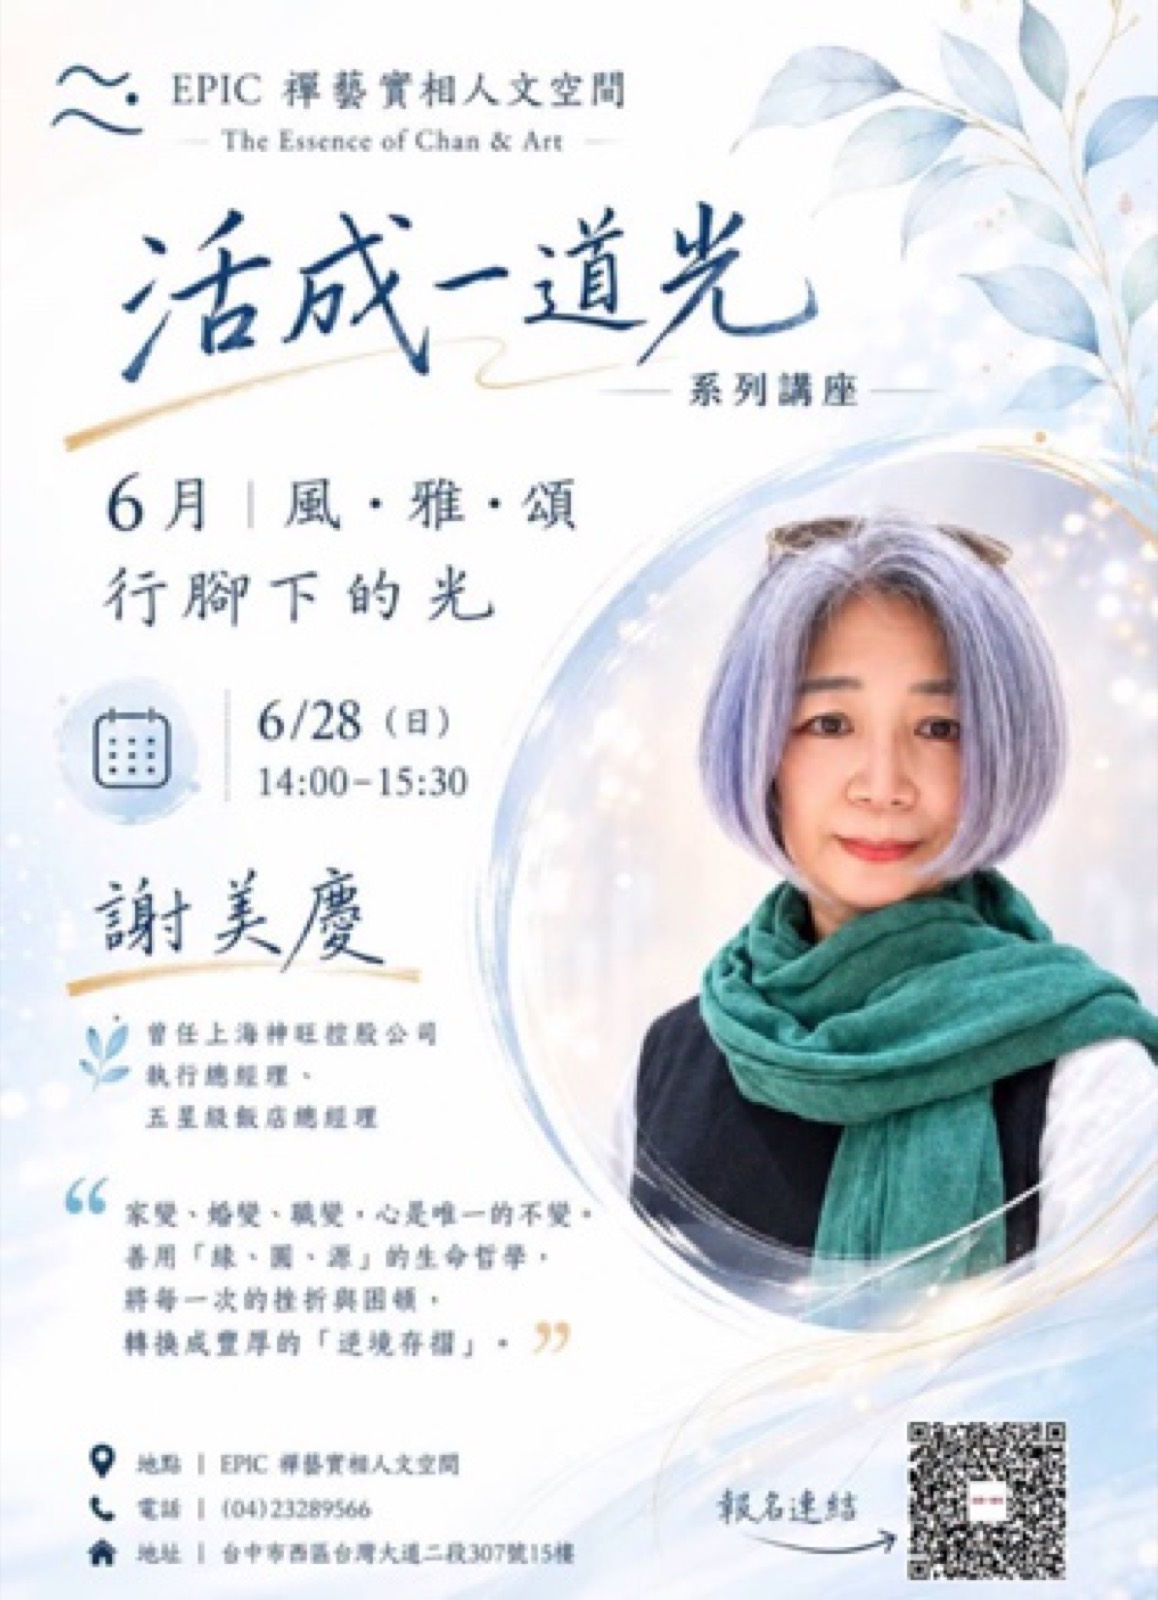 EPIC 禪藝實相人文空間
The Essence of Chan & Art
活成一道光
系列講座
6月｜風・雅・頌
行腳下的光
6/28（日）
14:00-15:30
謝美慶
曾任上海神旺控股公司
執行總經理、
五星級飯店總經理
“家變、婚變、職變，心是唯一的不變。
善用「緣、圓、源」的生命哲學，
將每一次的挫折與困頓，
轉換成豐厚的「逆境存摺」。”
地點｜EPIC 禪藝實相人文空間
電話｜(04)23289566
地址｜台中市西區台灣大道二段307號15樓
報名連結